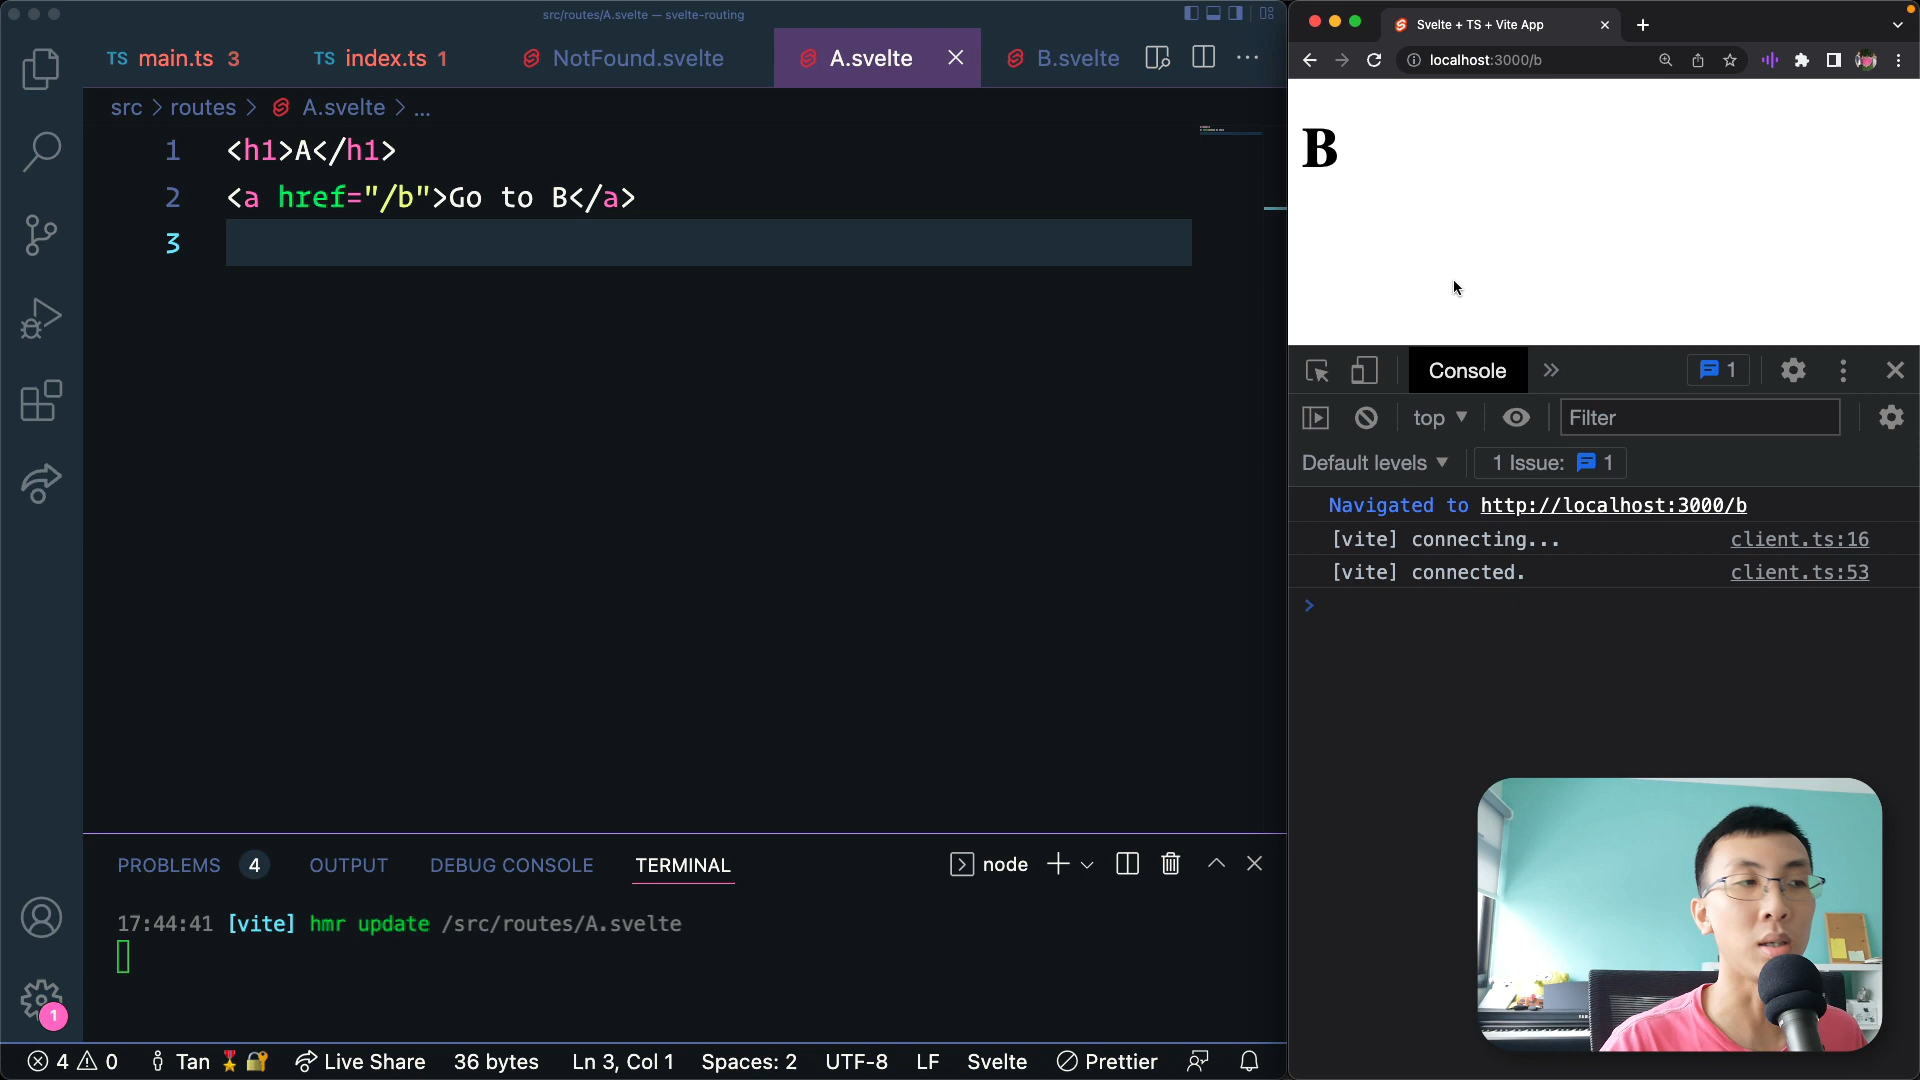 src/routes/A.svelte — svelte-routing
TS main.ts 3
TS index.ts 1
NotFound.svelte
A.svelte
B.svelte
src > routes > A.svelte > ...
1 <h1>A</h1>
2 <a href="/b">Go to B</a>
3
PROBLEMS 4
OUTPUT
DEBUG CONSOLE
TERMINAL
node
17:44:41 [vite] hmr update /src/routes/A.svelte
1
4 0 Tan Live Share 36 bytes Ln 3, Col 1 Spaces: 2 UTF-8 LF Svelte Prettier
Svelte + TS + Vite App
localhost:3000/b
B
Console
1
top
Filter
Default levels
1 Issue: 1
Navigated to http://localhost:3000/b
[vite] connecting... client.ts:16
[vite] connected. client.ts:53
>